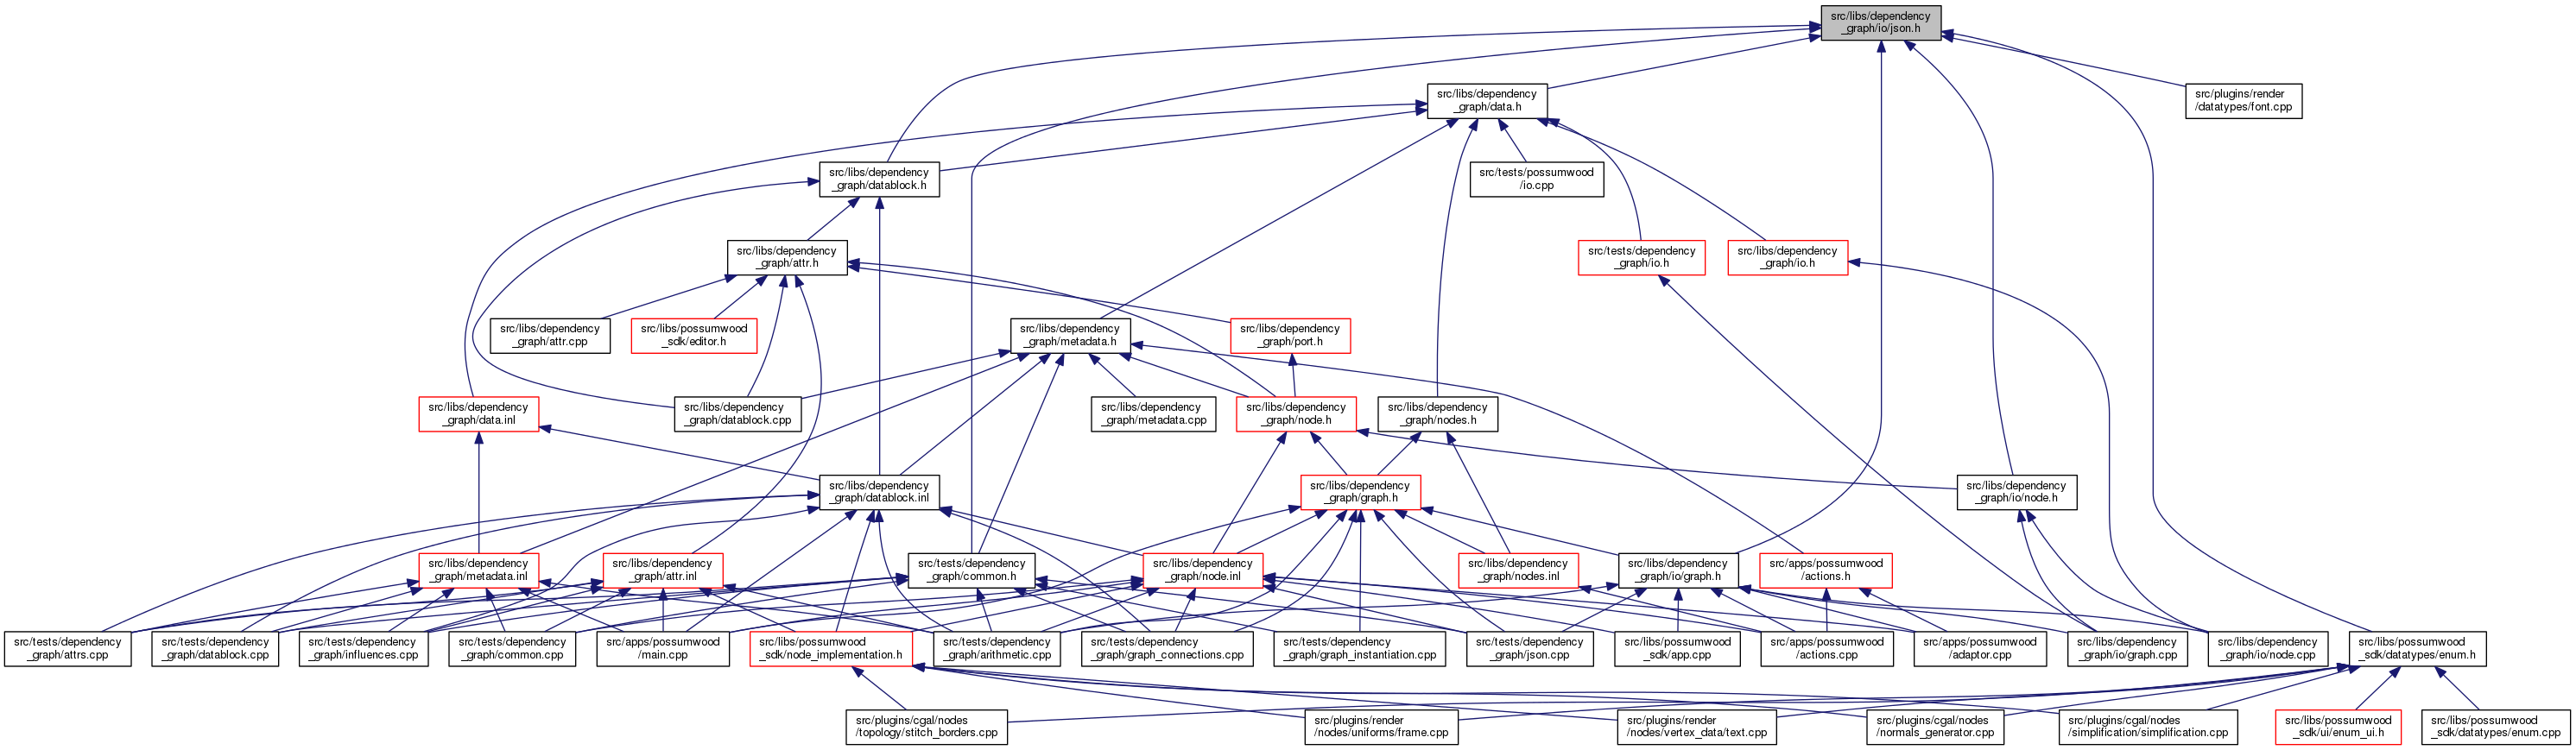 src/libs/dependency
_graph/io/json.h
src/libs/dependency
_graph/data.h
src/plugins/render
/datatypes/font.cpp
src/libs/dependency
_graph/datablock.h
src/tests/possumwood
/io.cpp
src/libs/dependency
_graph/attr.h
src/tests/dependency
_graph/io.h
src/libs/dependency
_graph/io.h
src/libs/dependency
_graph/attr.cpp
src/libs/possumwood
_sdk/editor.h
src/libs/dependency
_graph/metadata.h
src/libs/dependency
_graph/port.h
src/libs/dependency
_graph/data.inl
src/libs/dependency
_graph/datablock.cpp
src/libs/dependency
_graph/metadata.cpp
src/libs/dependency
_graph/node.h
src/libs/dependency
_graph/nodes.h
src/libs/dependency
_graph/datablock.inl
src/libs/dependency
_graph/graph.h
src/libs/dependency
_graph/io/node.h
src/libs/dependency
_graph/metadata.inl
src/libs/dependency
_graph/attr.inl
src/tests/dependency
_graph/common.h
src/libs/dependency
_graph/node.inl
src/libs/dependency
_graph/nodes.inl
src/libs/dependency
_graph/io/graph.h
src/apps/possumwood
/actions.h
src/tests/dependency
_graph/attrs.cpp
src/tests/dependency
_graph/datablock.cpp
src/tests/dependency
_graph/influences.cpp
src/tests/dependency
_graph/common.cpp
src/apps/possumwood
/main.cpp
src/libs/possumwood
_sdk/node_implementation.h
src/tests/dependency
_graph/arithmetic.cpp
src/tests/dependency
_graph/graph_connections.cpp
src/tests/dependency
_graph/graph_instantiation.cpp
src/tests/dependency
_graph/json.cpp
src/libs/possumwood
_sdk/app.cpp
src/apps/possumwood
/actions.cpp
src/apps/possumwood
/adaptor.cpp
src/libs/dependency
_graph/io/graph.cpp
src/libs/dependency
_graph/io/node.cpp
src/libs/possumwood
_sdk/datatypes/enum.h
src/plugins/cgal/nodes
/topology/stitch_borders.cpp
src/plugins/render
/nodes/uniforms/frame.cpp
src/plugins/render
/nodes/vertex_data/text.cpp
src/plugins/cgal/nodes
/normals_generator.cpp
src/plugins/cgal/nodes
/simplification/simplification.cpp
src/libs/possumwood
_sdk/ui/enum_ui.h
src/libs/possumwood
_sdk/datatypes/enum.cpp